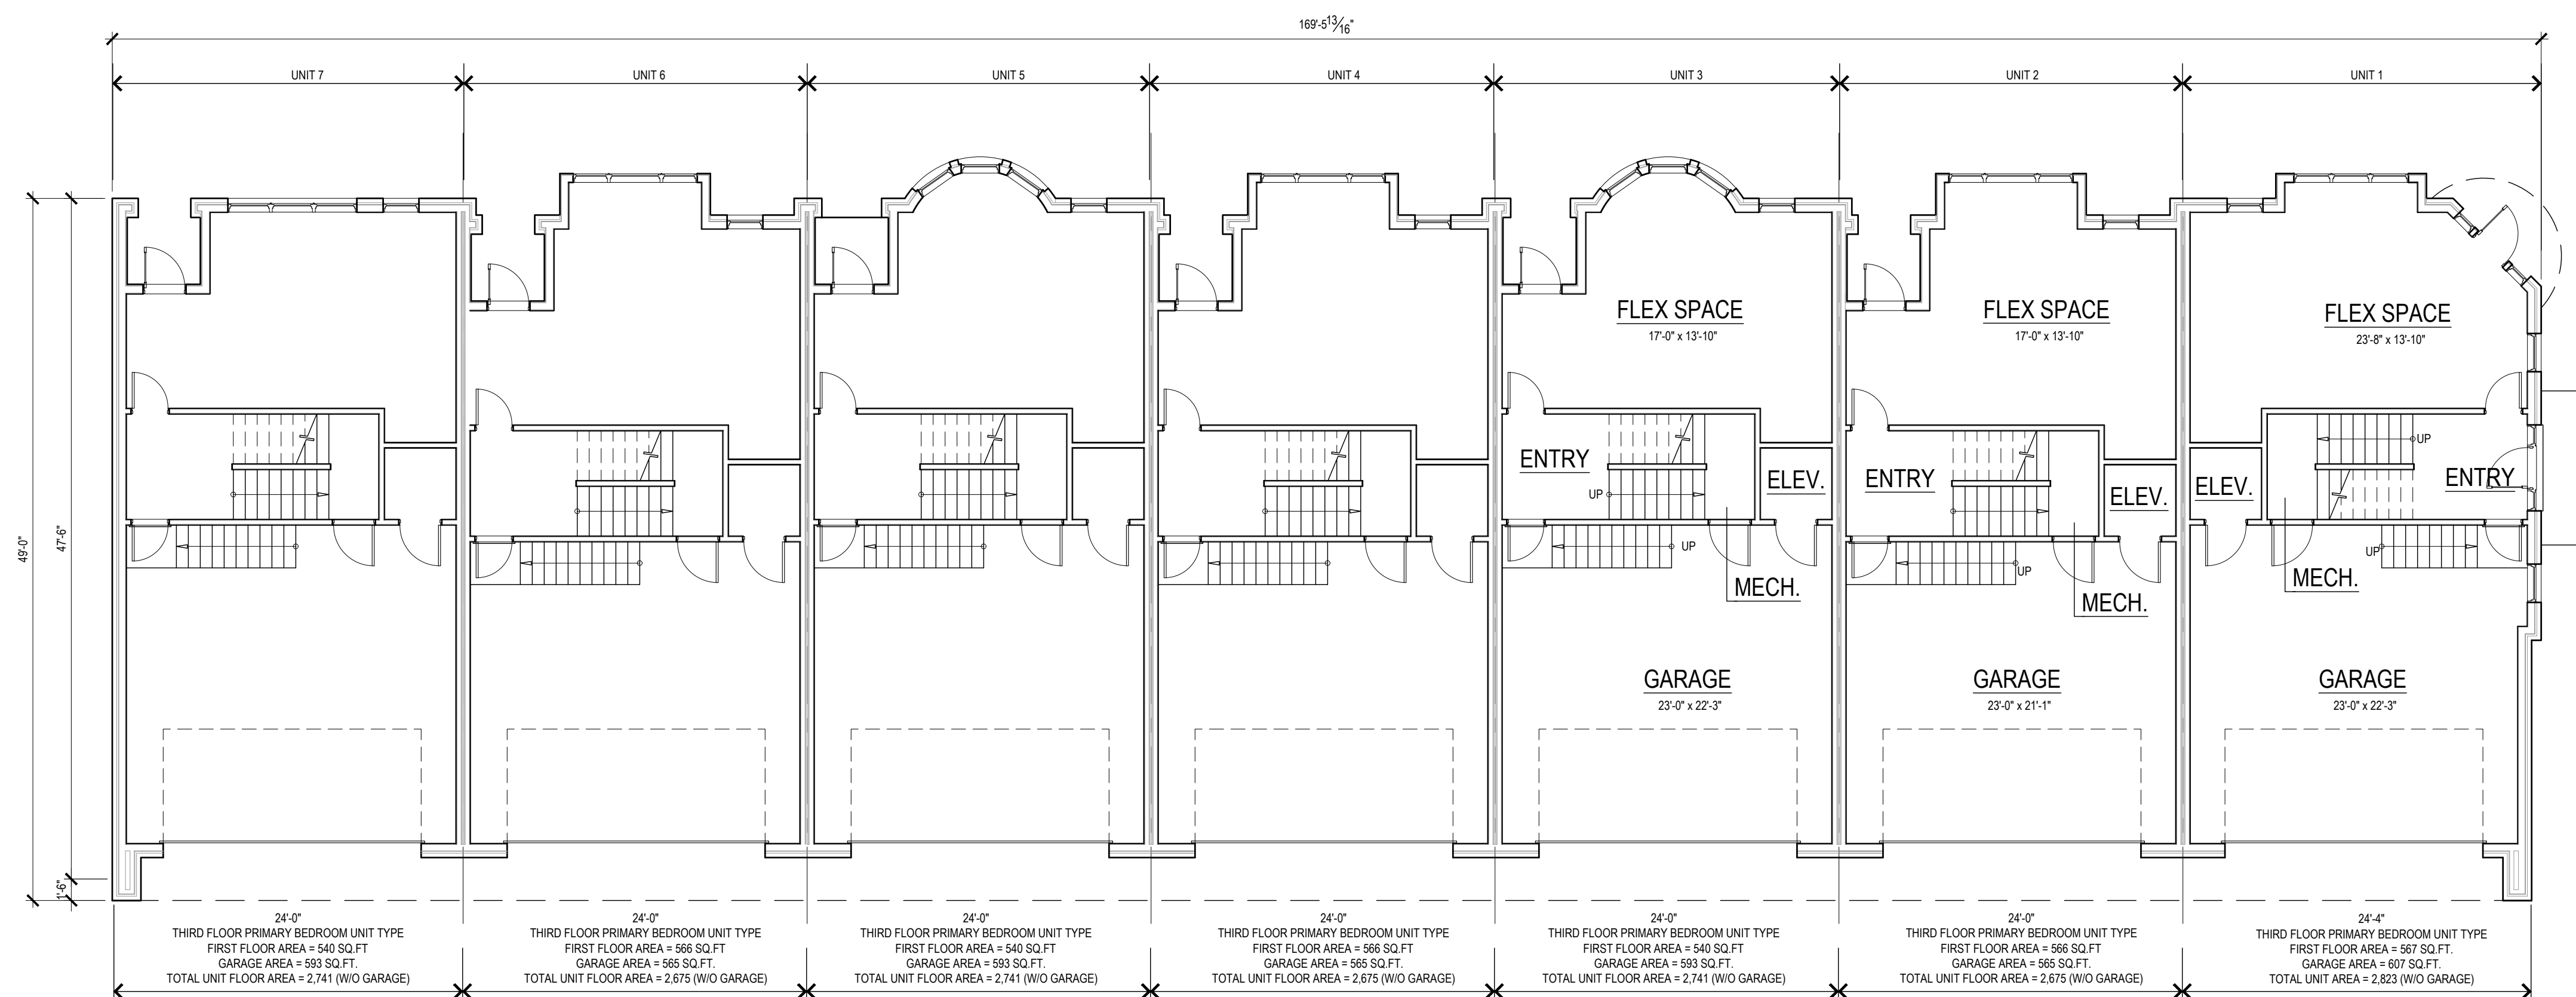 169'-5 13/16"
UNIT 7
UNIT 6
UNIT 5
UNIT 4
UNIT 3
UNIT 2
UNIT 1
49'-0"
47'-6"
1'-6"
FLEX SPACE
17'-0" x 13'-10"
FLEX SPACE
17'-0" x 13'-10"
FLEX SPACE
23'-8" x 13'-10"
ENTRY
UP
ELEV.
UP
MECH.
ENTRY
ELEV.
UP
MECH.
ELEV.
UP
ENTRY
UP
MECH.
GARAGE
23'-0" x 22'-3"
GARAGE
23'-0" x 21'-1"
GARAGE
23'-0" x 22'-3"
24'-0"
THIRD FLOOR PRIMARY BEDROOM UNIT TYPE
FIRST FLOOR AREA = 540 SQ.FT
GARAGE AREA = 593 SQ.FT.
TOTAL UNIT FLOOR AREA = 2,741 (W/O GARAGE)
24'-0"
THIRD FLOOR PRIMARY BEDROOM UNIT TYPE
FIRST FLOOR AREA = 566 SQ.FT
GARAGE AREA = 565 SQ.FT.
TOTAL UNIT FLOOR AREA = 2,675 (W/O GARAGE)
24'-0"
THIRD FLOOR PRIMARY BEDROOM UNIT TYPE
FIRST FLOOR AREA = 540 SQ.FT
GARAGE AREA = 593 SQ.FT.
TOTAL UNIT FLOOR AREA = 2,741 (W/O GARAGE)
24'-0"
THIRD FLOOR PRIMARY BEDROOM UNIT TYPE
FIRST FLOOR AREA = 566 SQ.FT
GARAGE AREA = 565 SQ.FT.
TOTAL UNIT FLOOR AREA = 2,675 (W/O GARAGE)
24'-0"
THIRD FLOOR PRIMARY BEDROOM UNIT TYPE
FIRST FLOOR AREA = 540 SQ.FT
GARAGE AREA = 593 SQ.FT.
TOTAL UNIT FLOOR AREA = 2,741 (W/O GARAGE)
24'-0"
THIRD FLOOR PRIMARY BEDROOM UNIT TYPE
FIRST FLOOR AREA = 566 SQ.FT
GARAGE AREA = 565 SQ.FT.
TOTAL UNIT FLOOR AREA = 2,675 (W/O GARAGE)
24'-4"
THIRD FLOOR PRIMARY BEDROOM UNIT TYPE
FIRST FLOOR AREA = 567 SQ.FT.
GARAGE AREA = 607 SQ.FT.
TOTAL UNIT AREA = 2,823 (W/O GARAGE)